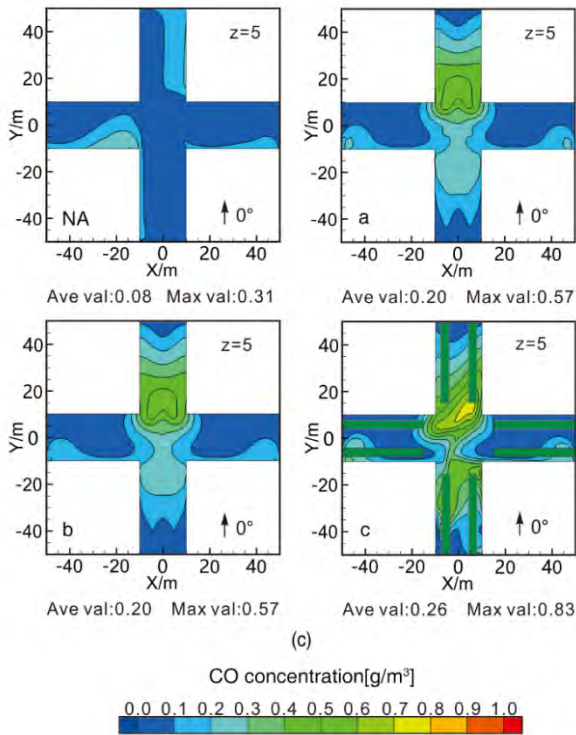 40
20
0
-20
-40
Y/m
z=5
NA
0°
-40 -20 0 20 40
X/m
Ave val:0.08 Max val:0.31
40
20
0
-20
-40
Y/m
z=5
a
0°
-40 -20 0 20 40
X/m
Ave val:0.20 Max val:0.57
40
20
0
-20
-40
Y/m
z=5
b
0°
-40 -20 0 20 40
X/m
Ave val:0.20 Max val:0.57
40
20
0
-20
-40
Y/m
z=5
c
0°
-40 -20 0 20 40
X/m
Ave val:0.26 Max val:0.83
(c)
CO concentration[g/m³]
0.0 0.1 0.2 0.3 0.4 0.5 0.6 0.7 0.8 0.9 1.0